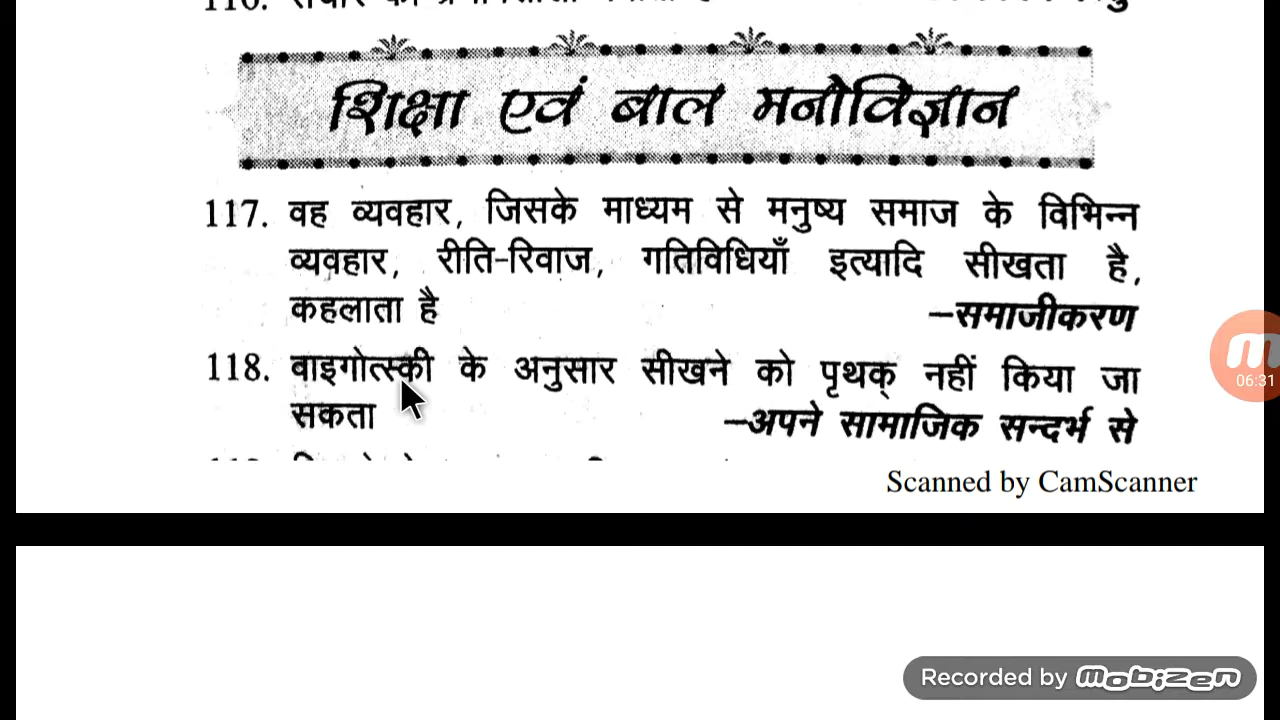 शिक्षा एवं बाल मनोविज्ञान
117. वह व्यवहार, जिसके माध्यम से मनुष्य समाज के विभिन्न
व्यवहार, रीति-रिवाज, गतिविधियाँ इत्यादि सीखता है,
कहलाता है –समाजीकरण
118. वाइगोत्स्की के अनुसार सीखने को पृथक् नहीं किया जा
सकता –अपने सामाजिक सन्दर्भ से
Scanned by CamScanner
06:31
Recorded by mobizen